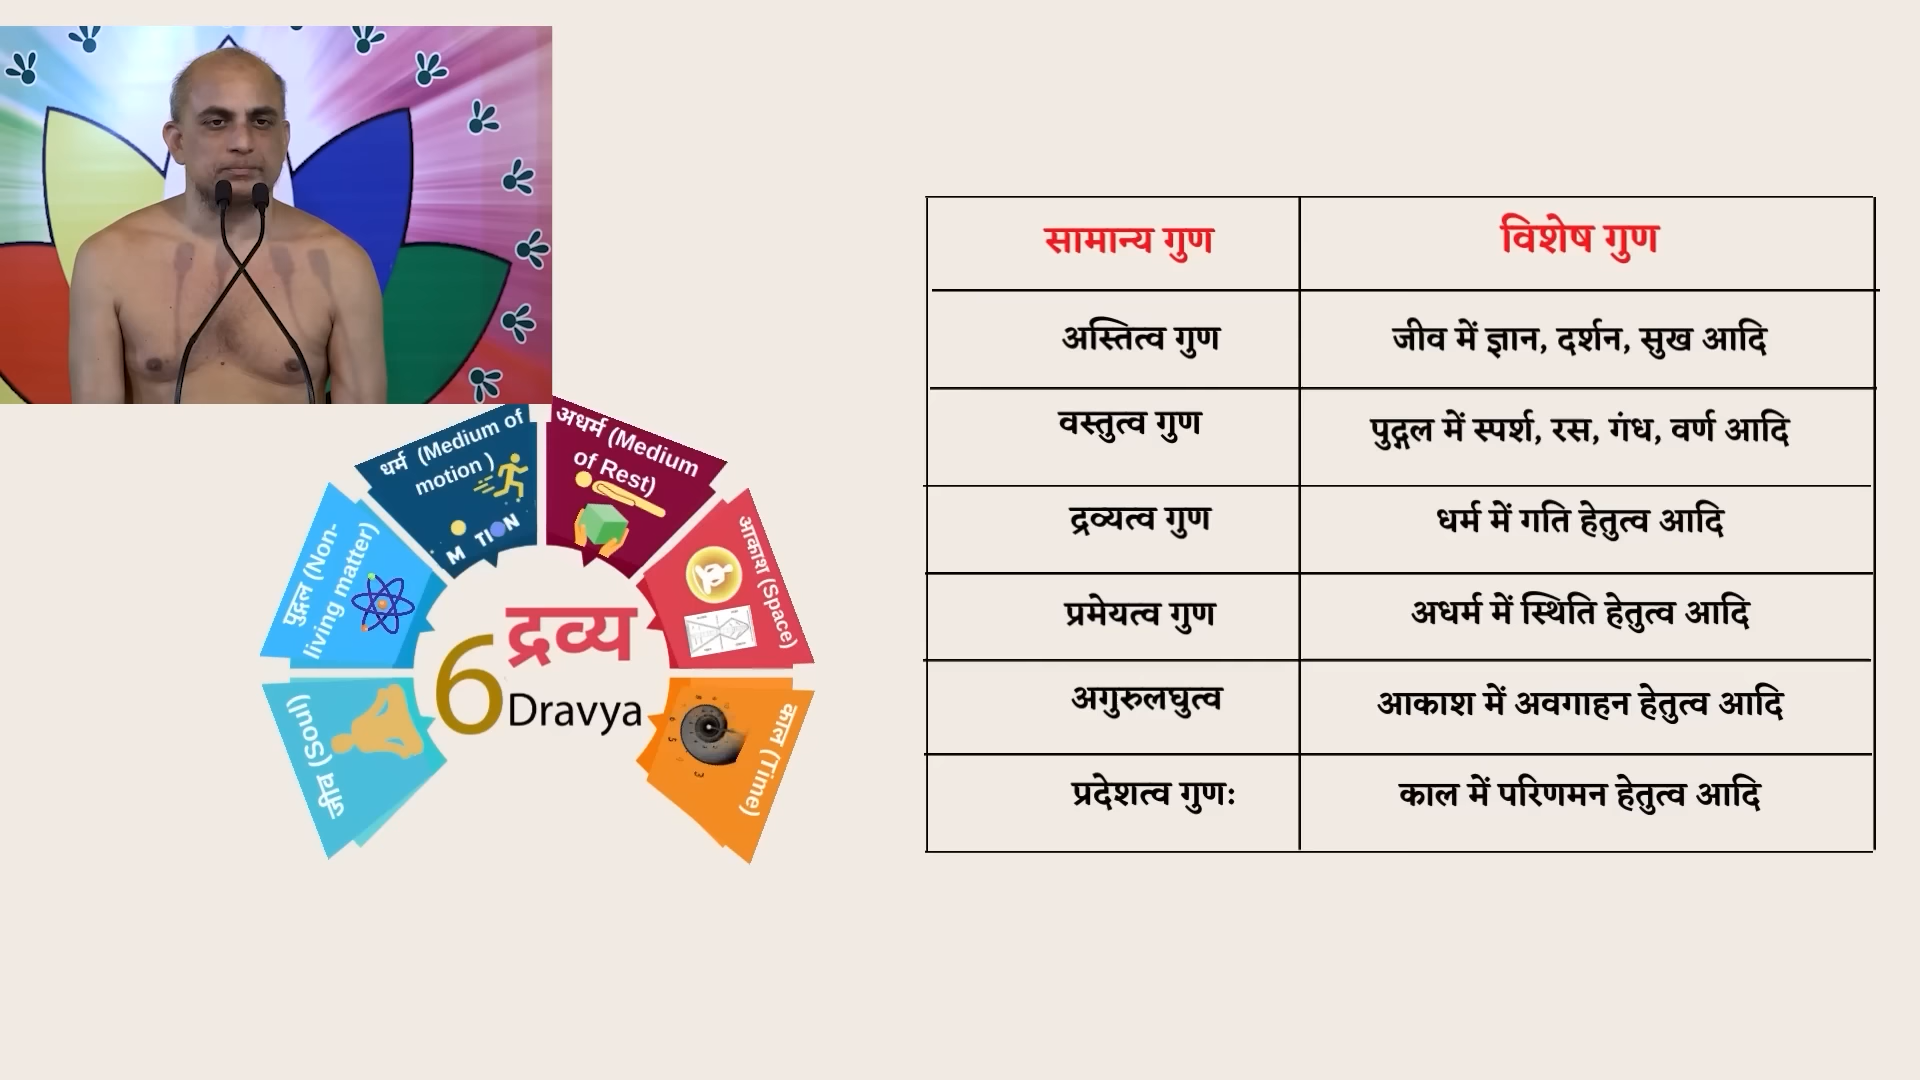 धर्म (Medium of
motion )
M TION
अधर्म (Medium
of Rest)
पुद्गल (Non-
living matter)
आकाश (Space)
जीव (Soul)
काल (Time)
6 द्रव्य
Dravya
सामान्य गुण विशेष गुण
अस्तित्व गुण जीव में ज्ञान, दर्शन, सुख आदि
वस्तुत्व गुण पुद्गल में स्पर्श, रस, गंध, वर्ण आदि
द्रव्यत्व गुण धर्म में गति हेतुत्व आदि
प्रमेयत्व गुण अधर्म में स्थिति हेतुत्व आदि
अगुरुलघुत्व आकाश में अवगाहन हेतुत्व आदि
प्रदेशत्व गुणः काल में परिणमन हेतुत्व आदि